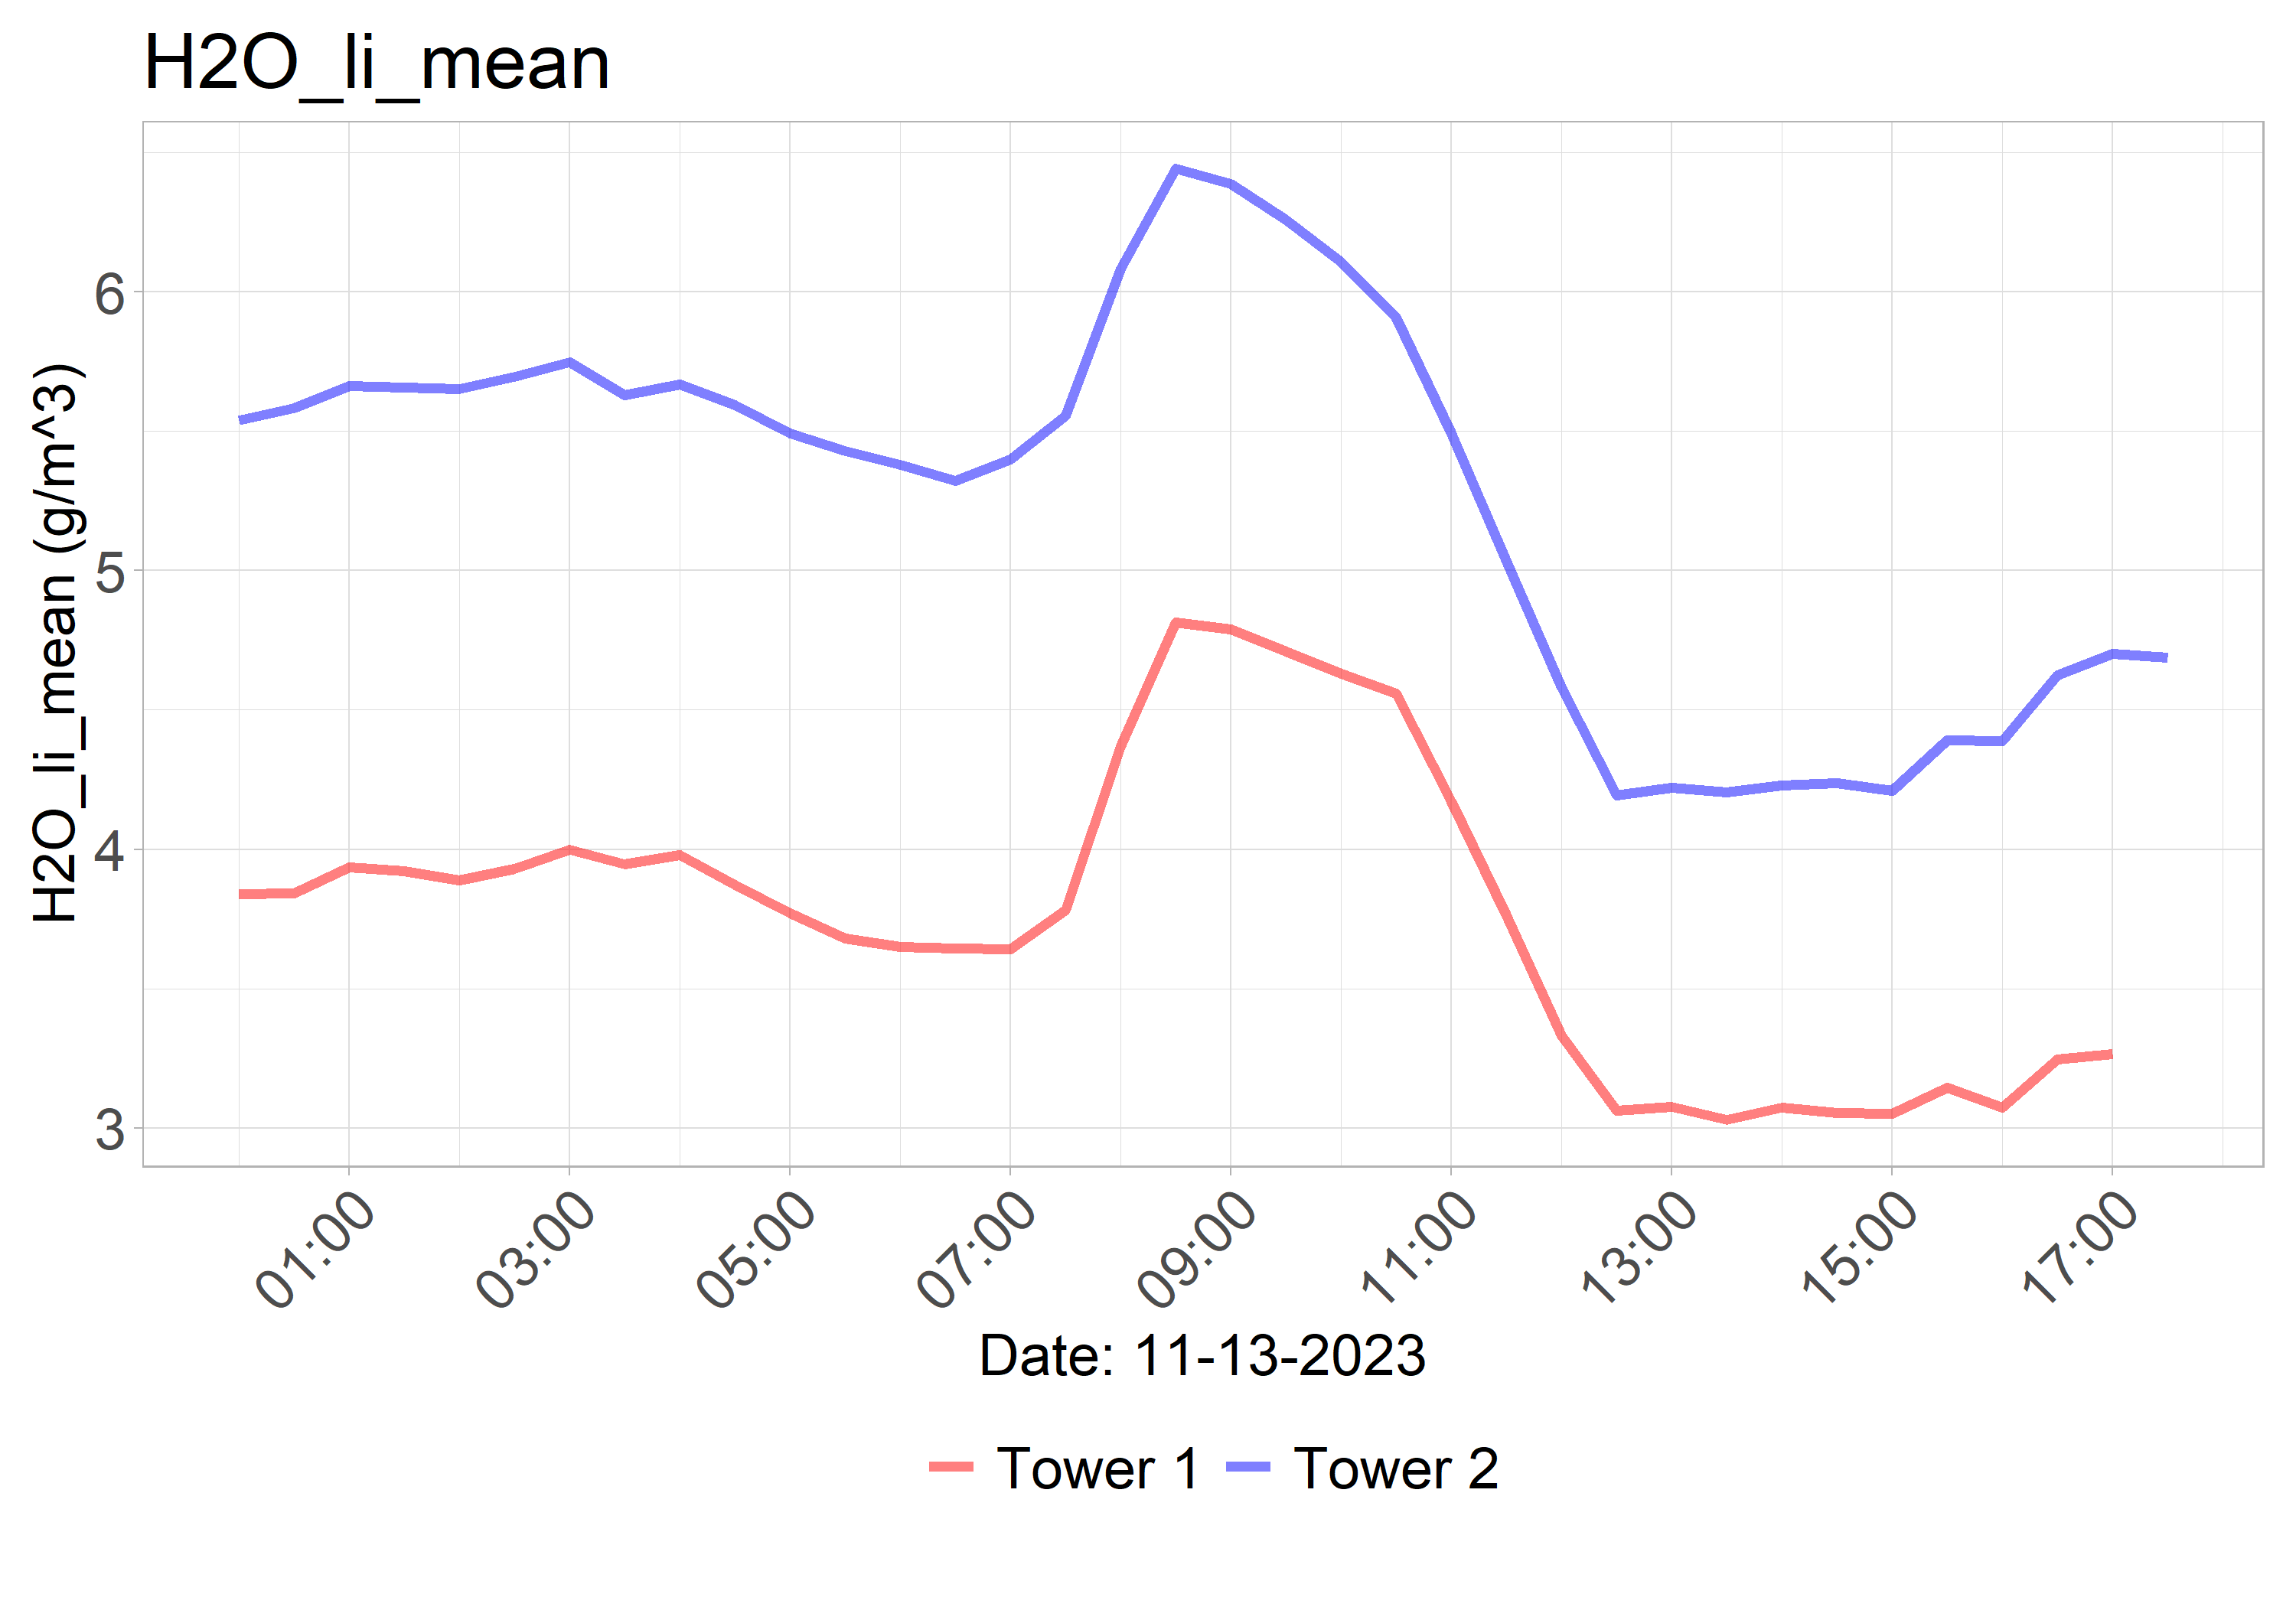 H2O_li_mean
H2O_li_mean (g/m^3)
6
5
4
3
01:00 03:00 05:00 07:00 09:00 11:00 13:00 15:00 17:00
Date: 11-13-2023
Tower 1 Tower 2